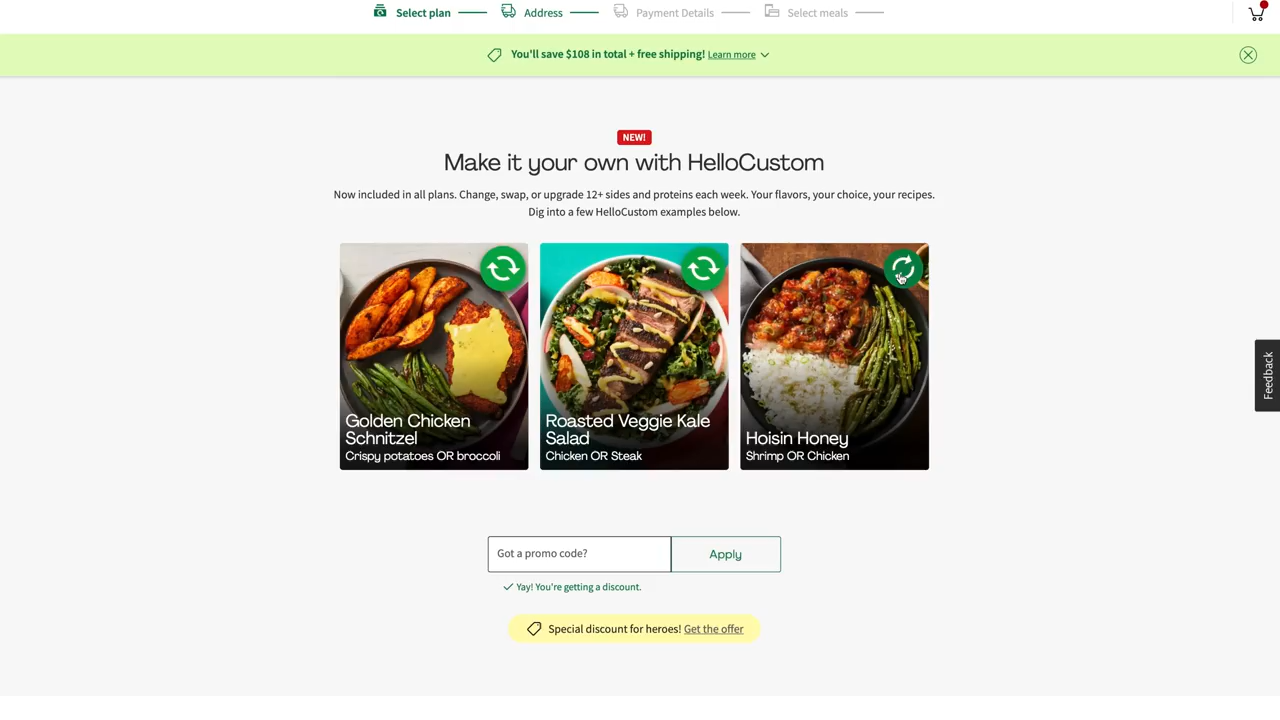 Select plan
Address
Payment Details
Select meals
You'll save $108 in total + free shipping! Learn more
NEW!
Make it your own with HelloCustom
Now included in all plans. Change, swap, or upgrade 12+ sides and proteins each week. Your flavors, your choice, your recipes.
Dig into a few HelloCustom examples below.
Golden Chicken
Schnitzel
Crispy potatoes OR broccoli
Roasted Veggie Kale
Salad
Chicken OR Steak
Hoisin Honey
Shrimp OR Chicken
Feedback
Got a promo code?
Apply
Yay! You're getting a discount.
Special discount for heroes! Get the offer